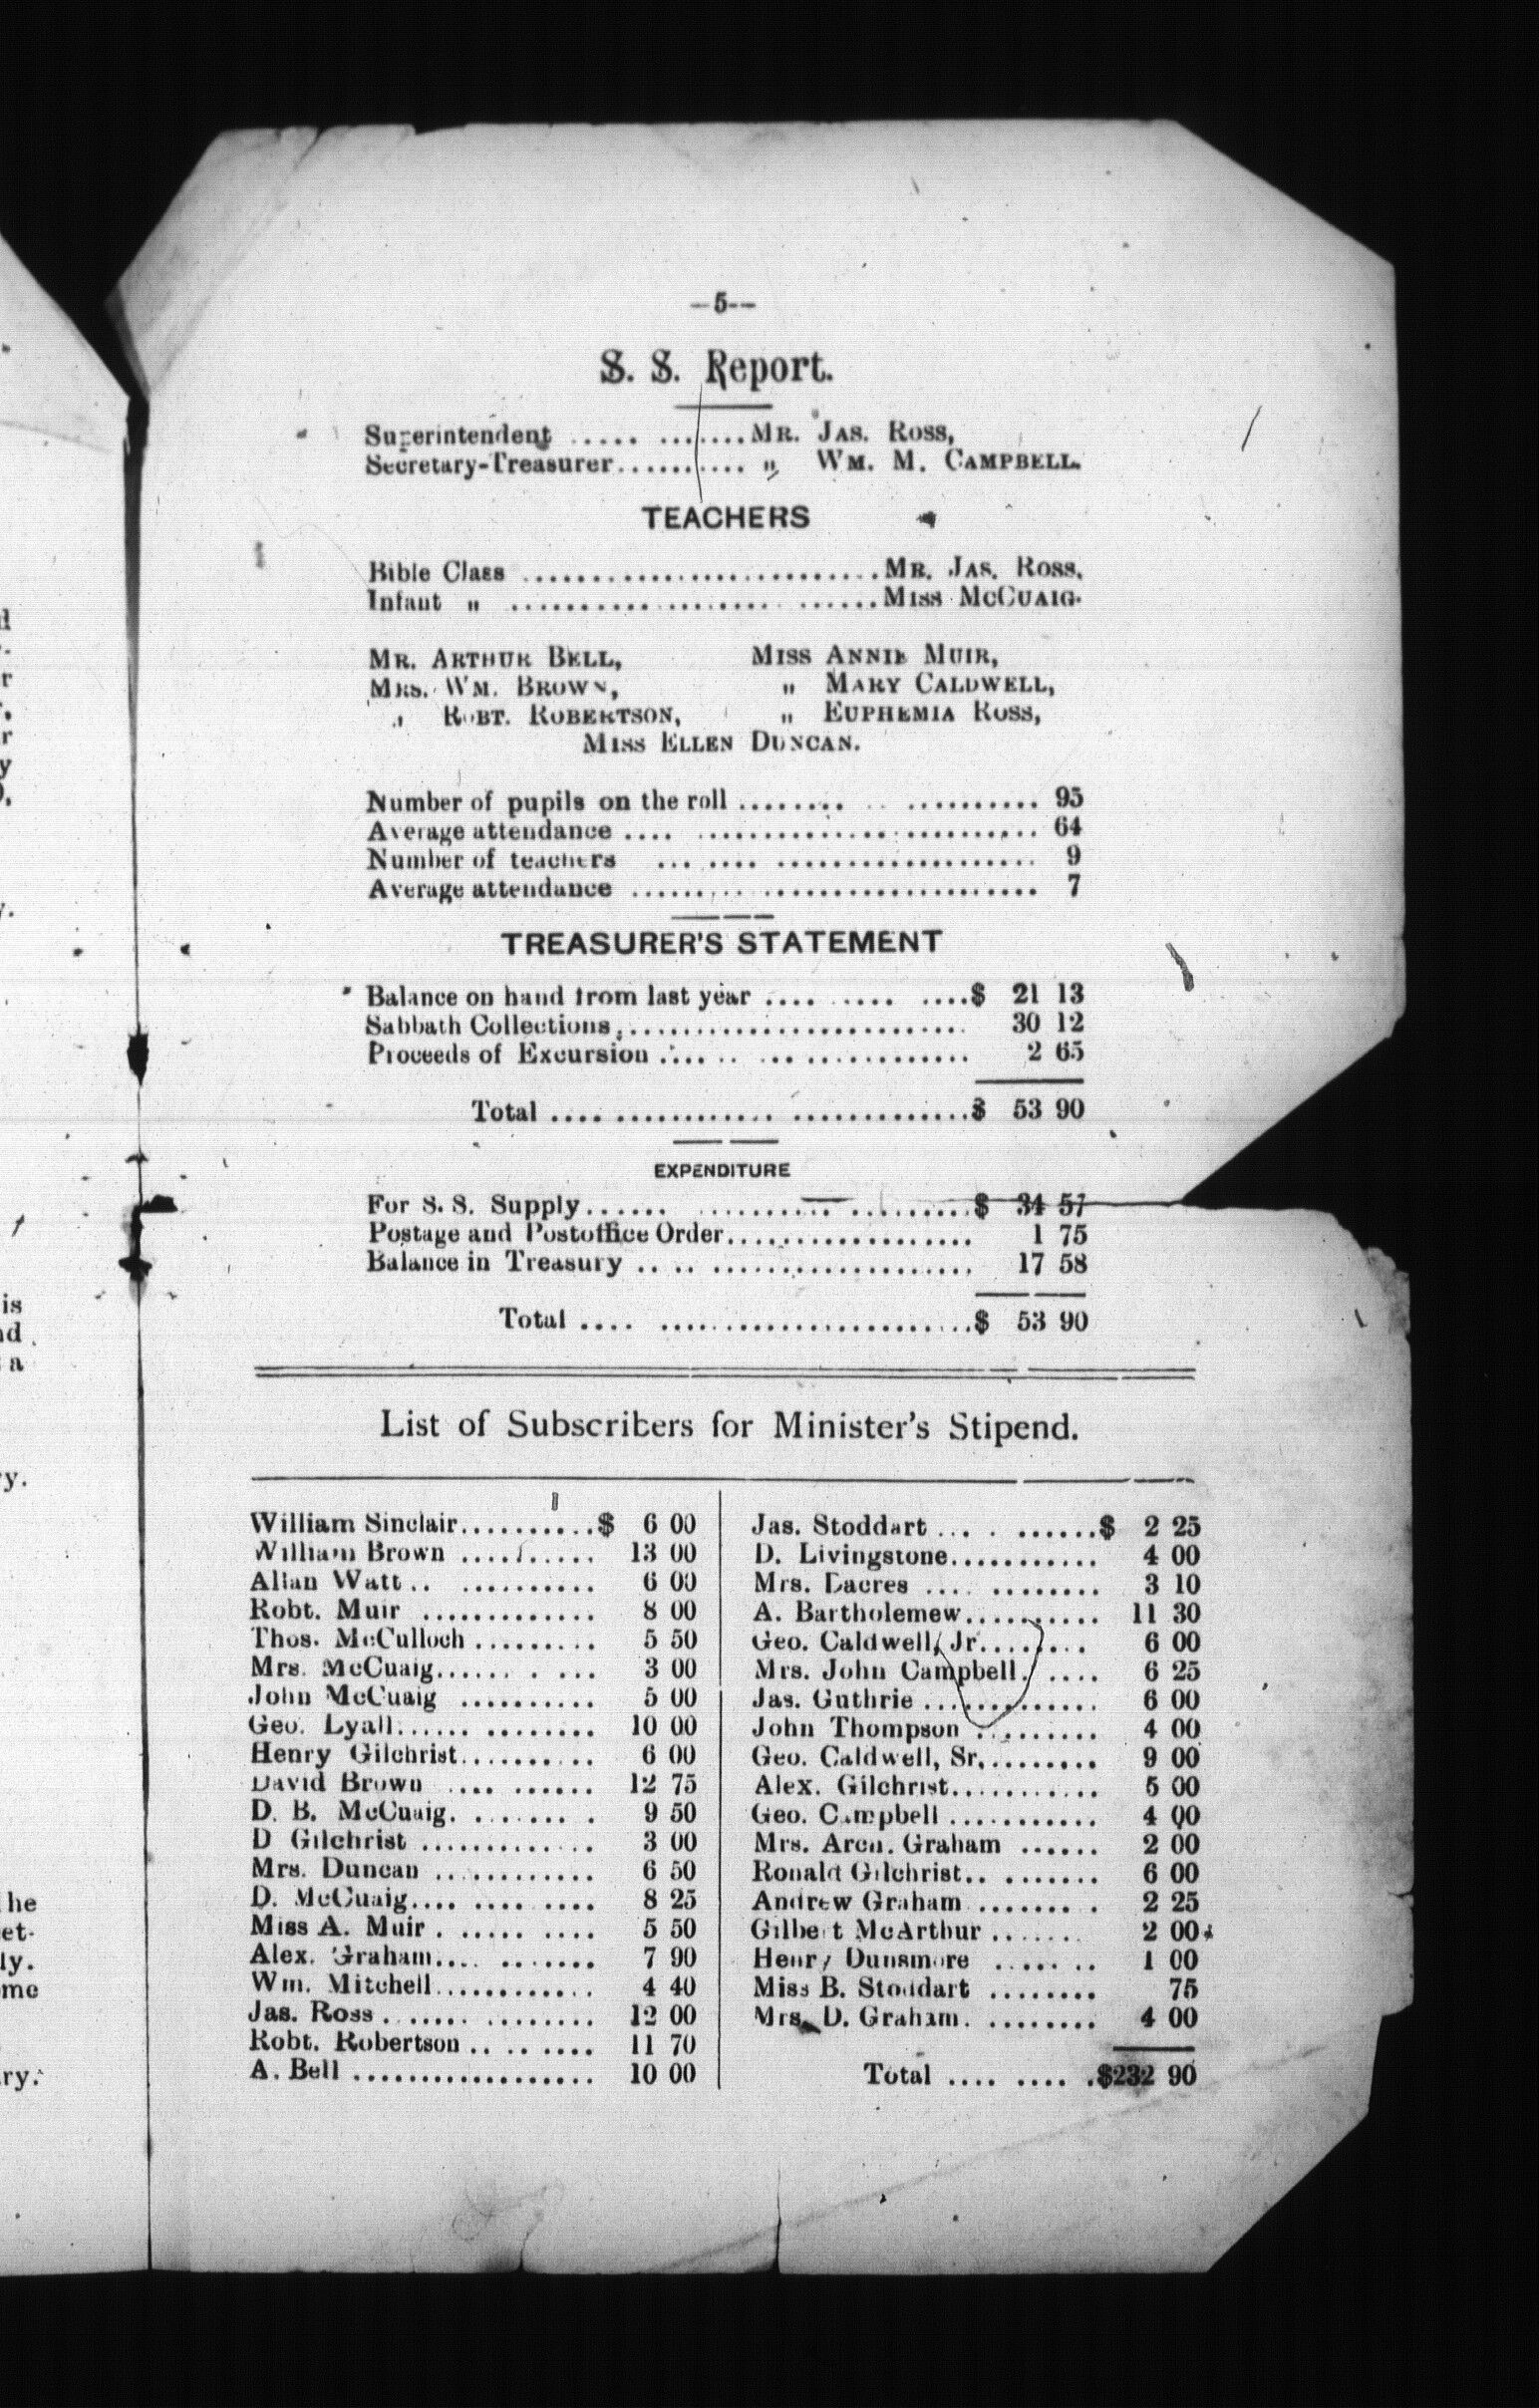 —5—
S. S. Report.
Superintendent ..... .......MR. JAS. ROSS,
Secretary-Treasurer.......... " WM. M. CAMPBELL.
TEACHERS
Bible Class ..........................MR. JAS. ROSS.
Infant " ..........................MISS McCUAIG.
MR. ARTHUR BELL, MISS ANNIE MUIR,
MRS. WM. BROWN, " MARY CALDWELL,
" ROBT. ROBERTSON, " EUPHEMIA ROSS,
MISS ELLEN DUNCAN.
Number of pupils on the roll ........ .......... 95
Average attendance .... ......................... 64
Number of teachers ... .... ................... 9
Average attendance ............................ 7
TREASURER'S STATEMENT
Balance on hand from last year .... ..... ....$ 21 13
Sabbath Collections,......................... 30 12
Proceeds of Excursion ...... ... ............ 2 65
Total .... ............ .............$ 53 90
EXPENDITURE
For S. S. Supply...... .......... .........$ 34 57
Postage and Postoffice Order.................. 1 75
Balance in Treasury .. .. ................... 17 58
Total .... .......................$ 53 90
List of Subscribers for Minister's Stipend.
William Sinclair..........$ 6 00
William Brown .......... 13 00
Allan Watt.. .......... 6 00
Robt. Muir ............. 8 00
Thos. McCulloch ......... 5 50
Mrs. McCuaig...... . ... 3 00
John McCuaig .......... 5 00
Geo. Lyall...... ........ 10 00
Henry Gilchrist.......... 6 00
David Brown .... ...... 12 75
D. B. McCuaig. ....... . 9 50
D Gilchrist ............. 3 00
Mrs. Duncan ............ 6 50
D. McCuaig.... .... .... 8 25
Miss A. Muir . ..... .... 5 50
Alex. Graham.... ....... 7 90
Wm. Mitchell............ 4 40
Jas. Ross ....... ........ 12 00
Robt. Robertson .. .. .... 11 70
A. Bell .................. 10 00
Jas. Stoddart ... . ......$ 2 25
D. Livingstone........... 4 00
Mrs. Eacres .... ........ 3 10
A. Bartholemew.......... 11 30
Geo. Caldwell, Jr........ 6 00
Mrs. John Campbell. .... 6 25
Jas. Guthrie ............. 6 00
John Thompson ......... 4 00
Geo. Caldwell, Sr......... 9 00
Alex. Gilchrist........... 5 00
Geo. Campbell ........... 4 00
Mrs. Arch. Graham ...... 2 00
Ronald Gilchrist.. ....... 6 00
Andrew Graham ........ . 2 25
Gilbert McArthur ....... 2 00
Henry Dunsmore ...... .. 1 00
Miss B. Stoddart ........ 75
Mrs. D. Graham. ........ 4 00
Total .... .... .$232 90